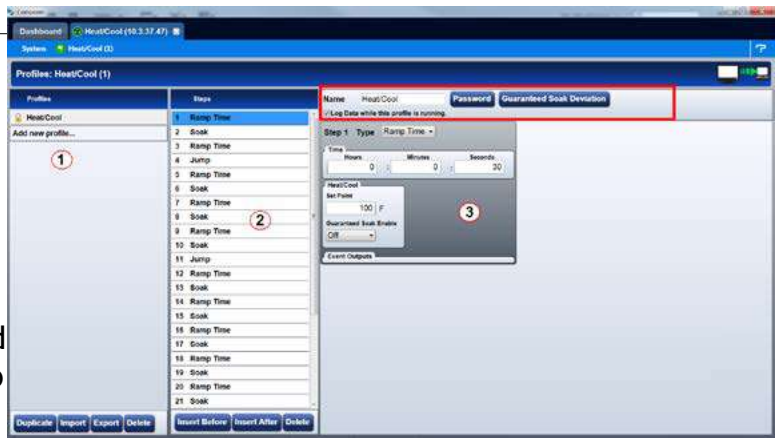 Composer
Dashboard Heat/Cool (10.3.37.47)
System Heat/Cool (1)
Profiles: Heat/Cool (1)
Profiles
Heat/Cool
Add new profile...
1
Duplicate Import Export Delete
Steps
1 Ramp Time
2 Soak
3 Ramp Time
4 Jump
5 Ramp Time
6 Soak
7 Ramp Time
8 Soak
9 Ramp Time
10 Soak
11 Jump
12 Ramp Time
13 Soak
14 Ramp Time
15 Soak
16 Ramp Time
17 Soak
18 Ramp Time
19 Soak
20 Ramp Time
21 Soak
2
Insert Before Insert After Delete
Name Heat/Cool Password Guaranteed Soak Deviation
Log Data while this profile is running.
Step 1 Type Ramp Time
Time
Hours Minutes Seconds
0 : 0 : 30
Heat/Cool
Set Point
100 F
Guaranteed Soak Enable
Off
Event Outputs
3